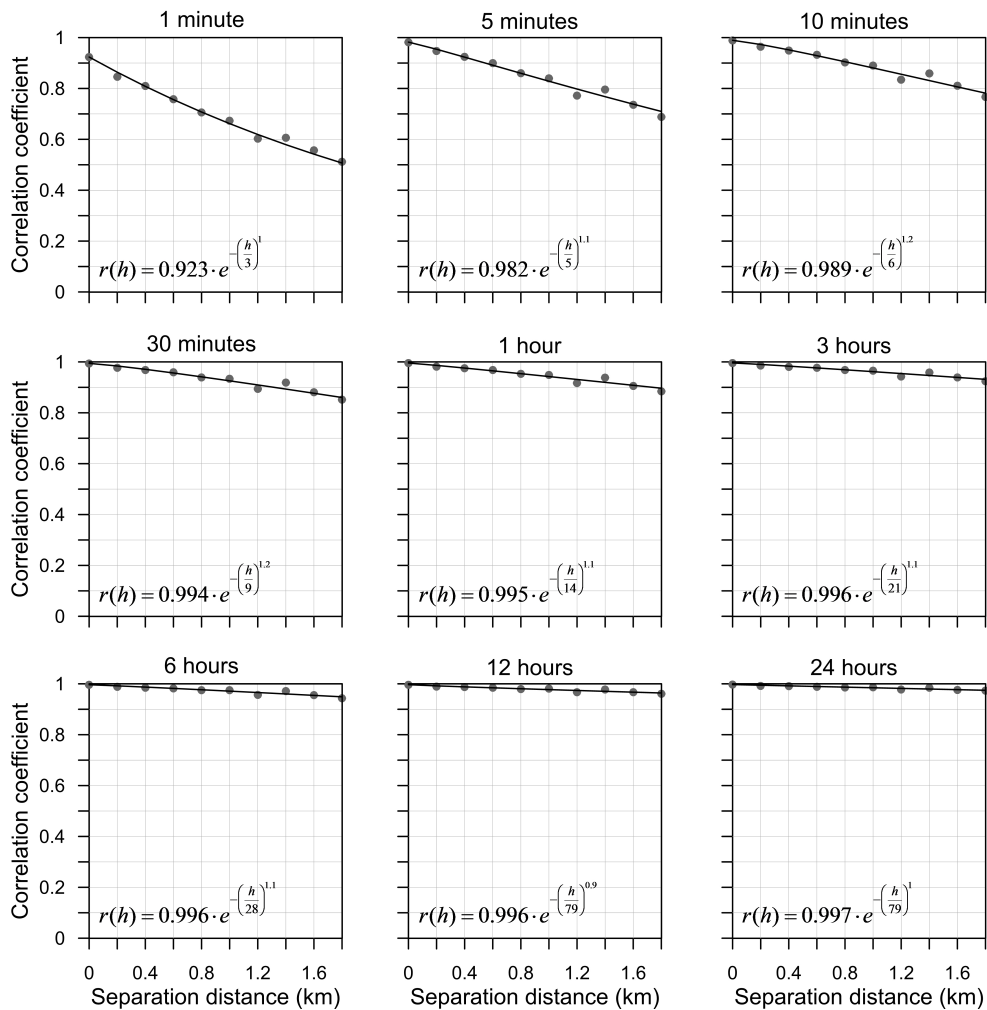 1 minute
5 minutes
10 minutes
Correlation coefficient
1
0.8
0.6
0.4
0.2
0
r(h) = 0.923 · e^{-(h/3)^1}
r(h) = 0.982 · e^{-(h/5)^1.1}
r(h) = 0.989 · e^{-(h/6)^1.2}
30 minutes
1 hour
3 hours
Correlation coefficient
1
0.8
0.6
0.4
0.2
0
r(h) = 0.994 · e^{-(h/9)^1.2}
r(h) = 0.995 · e^{-(h/14)^1.1}
r(h) = 0.996 · e^{-(h/21)^1.1}
6 hours
12 hours
24 hours
Correlation coefficient
1
0.8
0.6
0.4
0.2
0
r(h) = 0.996 · e^{-(h/28)^1.1}
r(h) = 0.996 · e^{-(h/79)^0.9}
r(h) = 0.997 · e^{-(h/79)^1}
0 0.4 0.8 1.2 1.6
0 0.4 0.8 1.2 1.6
0 0.4 0.8 1.2 1.6
Separation distance (km)
Separation distance (km)
Separation distance (km)